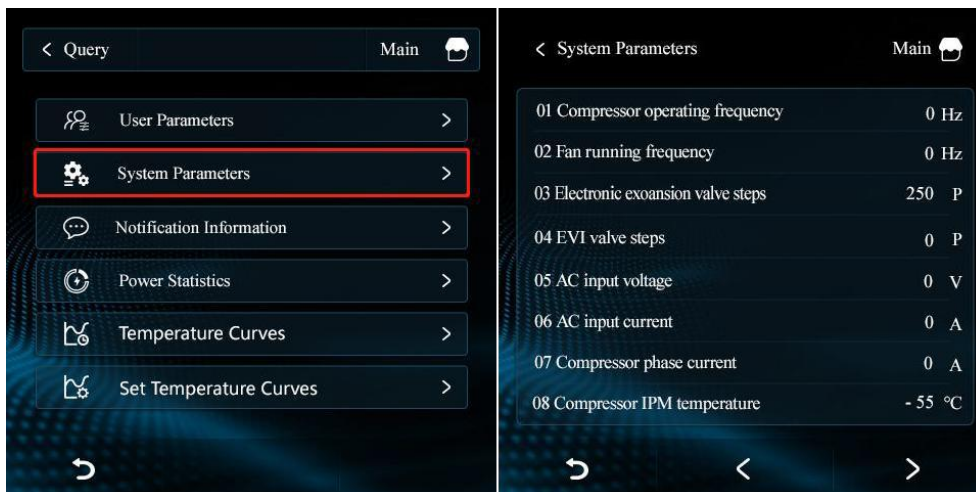 Query
Main
User Parameters
System Parameters
Notification Information
Power Statistics
Temperature Curves
Set Temperature Curves
System Parameters
Main
01 Compressor operating frequency 0 Hz
02 Fan running frequency 0 Hz
03 Electronic exoansion valve steps 250 P
04 EVI valve steps 0 P
05 AC input voltage 0 V
06 AC input current 0 A
07 Compressor phase current 0 A
08 Compressor IPM temperature - 55 °C